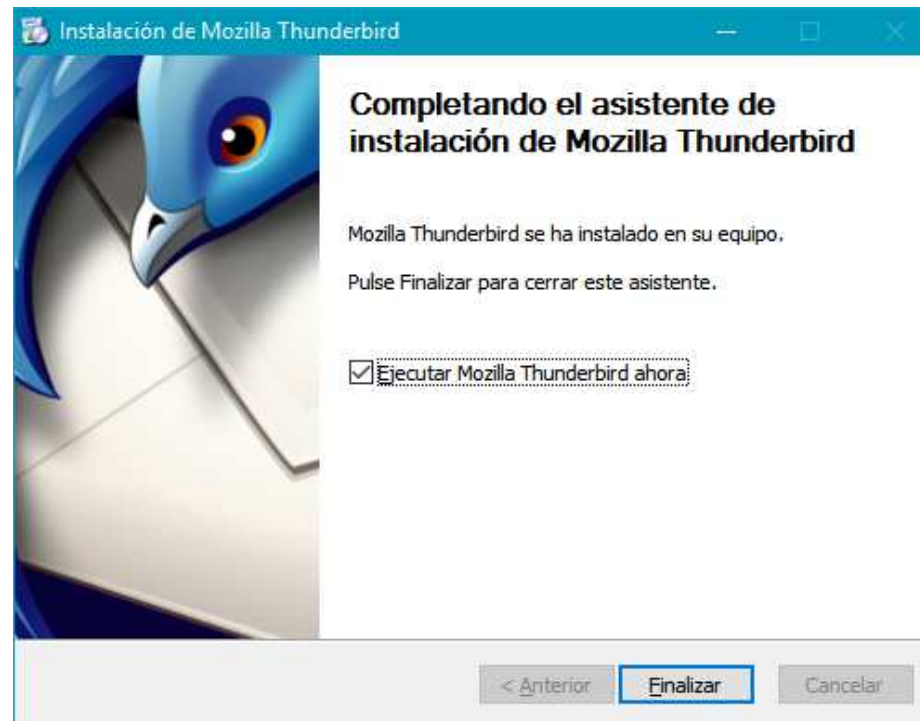 Instalación de Mozilla Thunderbird
Completando el asistente de
instalación de Mozilla Thunderbird
Mozilla Thunderbird se ha instalado en su equipo.
Pulse Finalizar para cerrar este asistente.
Ejecutar Mozilla Thunderbird ahora
< Anterior Finalizar Cancelar